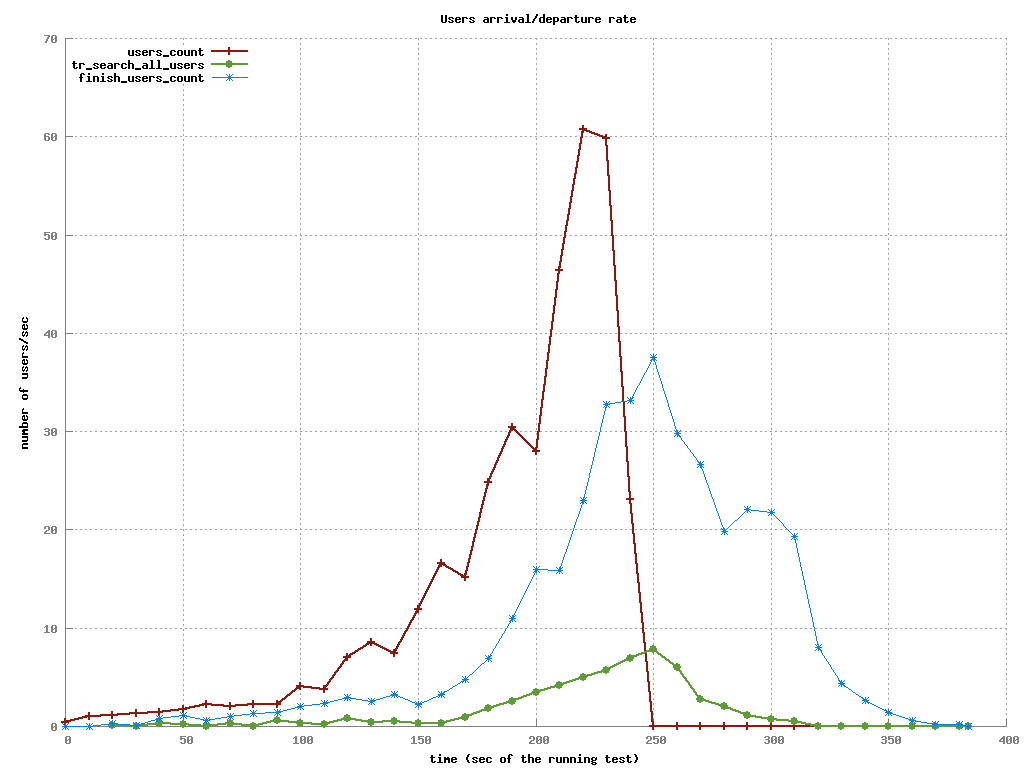 Users arrival/departure rate
users_count
tr_search_all_users
finish_users_count
number of users/sec
70
60
50
40
30
20
10
0
0 50 100 150 200 250 300 350 400
time (sec of the running test)